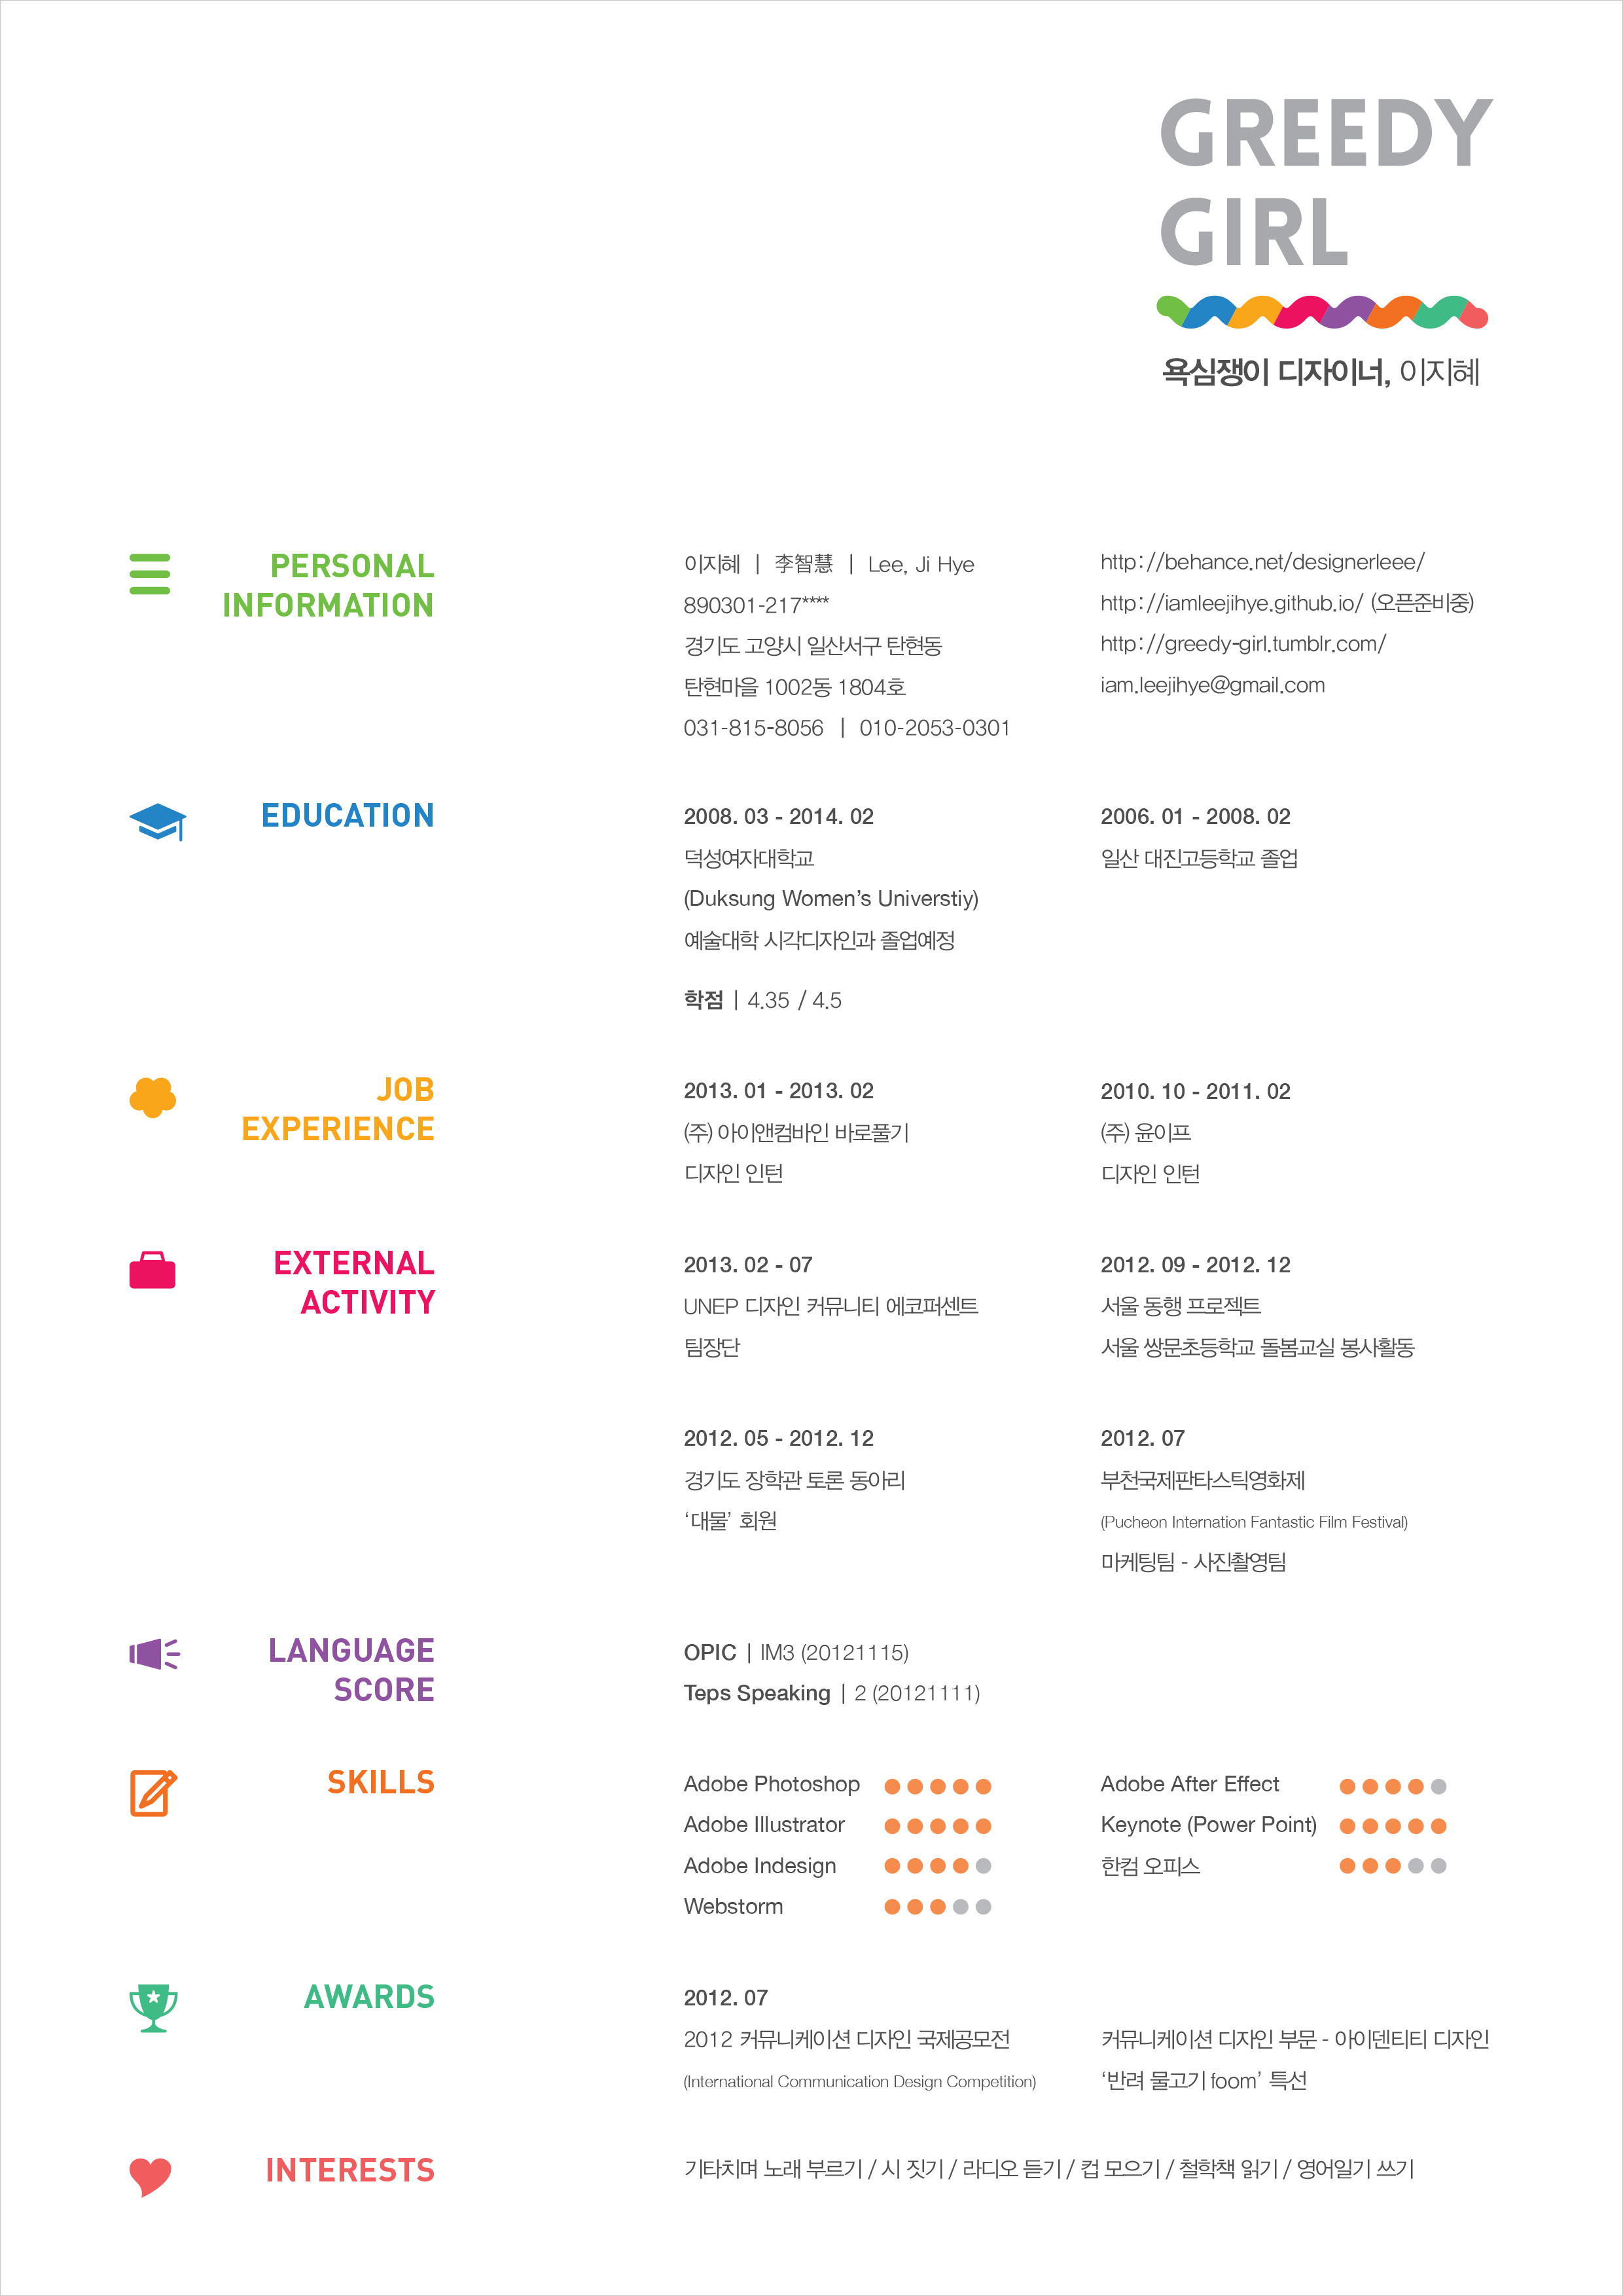 GREEDY
GIRL
욕심쟁이 디자이너, 이지혜
PERSONAL
INFORMATION
이지혜 | 李智慧 | Lee, Ji Hye
890301-217****
경기도 고양시 일산서구 탄현동
탄현마을 1002동 1804호
031-815-8056 | 010-2053-0301
http://behance.net/designerleee/
http://iamleejihye.github.io/ (오픈준비중)
http://greedy-girl.tumblr.com/
iam.leejihye@gmail.com
EDUCATION
2008. 03 - 2014. 02
덕성여자대학교
(Duksung Women’s Universtiy)
예술대학 시각디자인과 졸업예정
학점 | 4.35 / 4.5
2006. 01 - 2008. 02
일산 대진고등학교 졸업
JOB
EXPERIENCE
2013. 01 - 2013. 02
(주) 아이앤컴바인 바로풀기
디자인 인턴
2010. 10 - 2011. 02
(주) 윤이프
디자인 인턴
EXTERNAL
ACTIVITY
2013. 02 - 07
UNEP 디자인 커뮤니티 에코퍼센트
팀장단
2012. 09 - 2012. 12
서울 동행 프로젝트
서울 쌍문초등학교 돌봄교실 봉사활동
2012. 05 - 2012. 12
경기도 장학관 토론 동아리
‘대물’ 회원
2012. 07
부천국제판타스틱영화제
(Pucheon Internation Fantastic Film Festival)
마케팅팀 - 사진촬영팀
LANGUAGE
SCORE
OPIC | IM3 (20121115)
Teps Speaking | 2 (20121111)
SKILLS
Adobe Photoshop
Adobe Illustrator
Adobe Indesign
Webstorm
Adobe After Effect
Keynote (Power Point)
한컴 오피스
AWARDS
2012. 07
2012 커뮤니케이션 디자인 국제공모전
(International Communication Design Competition)
커뮤니케이션 디자인 부문 - 아이덴티티 디자인
‘반려 물고기 foom’ 특선
INTERESTS
기타치며 노래 부르기 / 시 짓기 / 라디오 듣기 / 컵 모으기 / 철학책 읽기 / 영어일기 쓰기